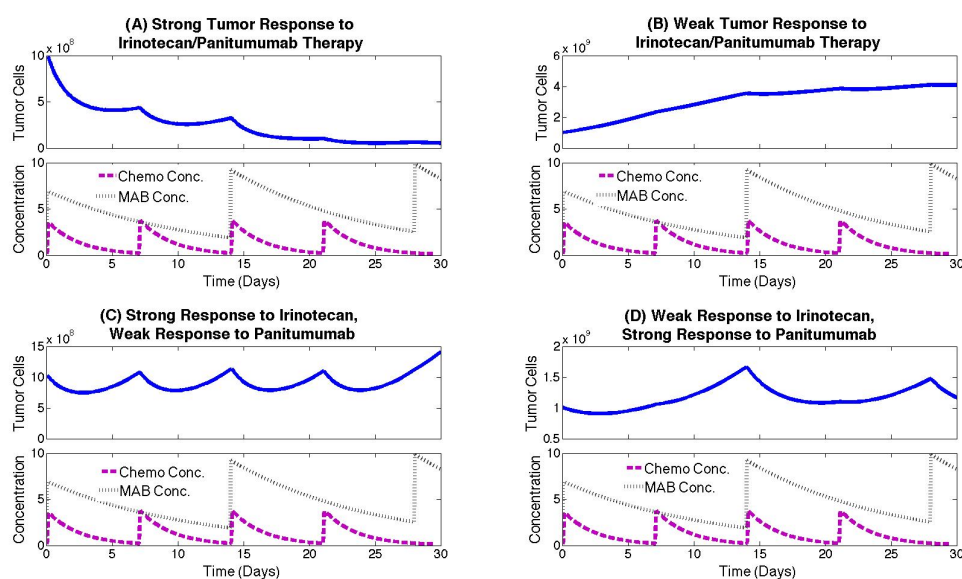 (A) Strong Tumor Response to
Irinotecan/Panitumumab Therapy
x 10^8
10
5
0
Tumor Cells
10
5
0
Concentration
Chemo Conc.
MAB Conc.
0 5 10 15 20 25 30
Time (Days)
(B) Weak Tumor Response to
Irinotecan/Panitumumab Therapy
x 10^9
6
4
2
0
Tumor Cells
10
5
0
Concentration
Chemo Conc.
MAB Conc.
0 5 10 15 20 25 30
Time (Days)
(C) Strong Response to Irinotecan,
Weak Response to Panitumumab
x 10^8
15
10
5
0
Tumor Cells
10
5
0
Concentration
Chemo Conc.
MAB Conc.
0 5 10 15 20 25 30
Time (Days)
(D) Weak Response to Irinotecan,
Strong Response to Panitumumab
x 10^9
2
1.5
1
0.5
Tumor Cells
10
5
0
Concentration
Chemo Conc.
MAB Conc.
0 5 10 15 20 25 30
Time (Days)